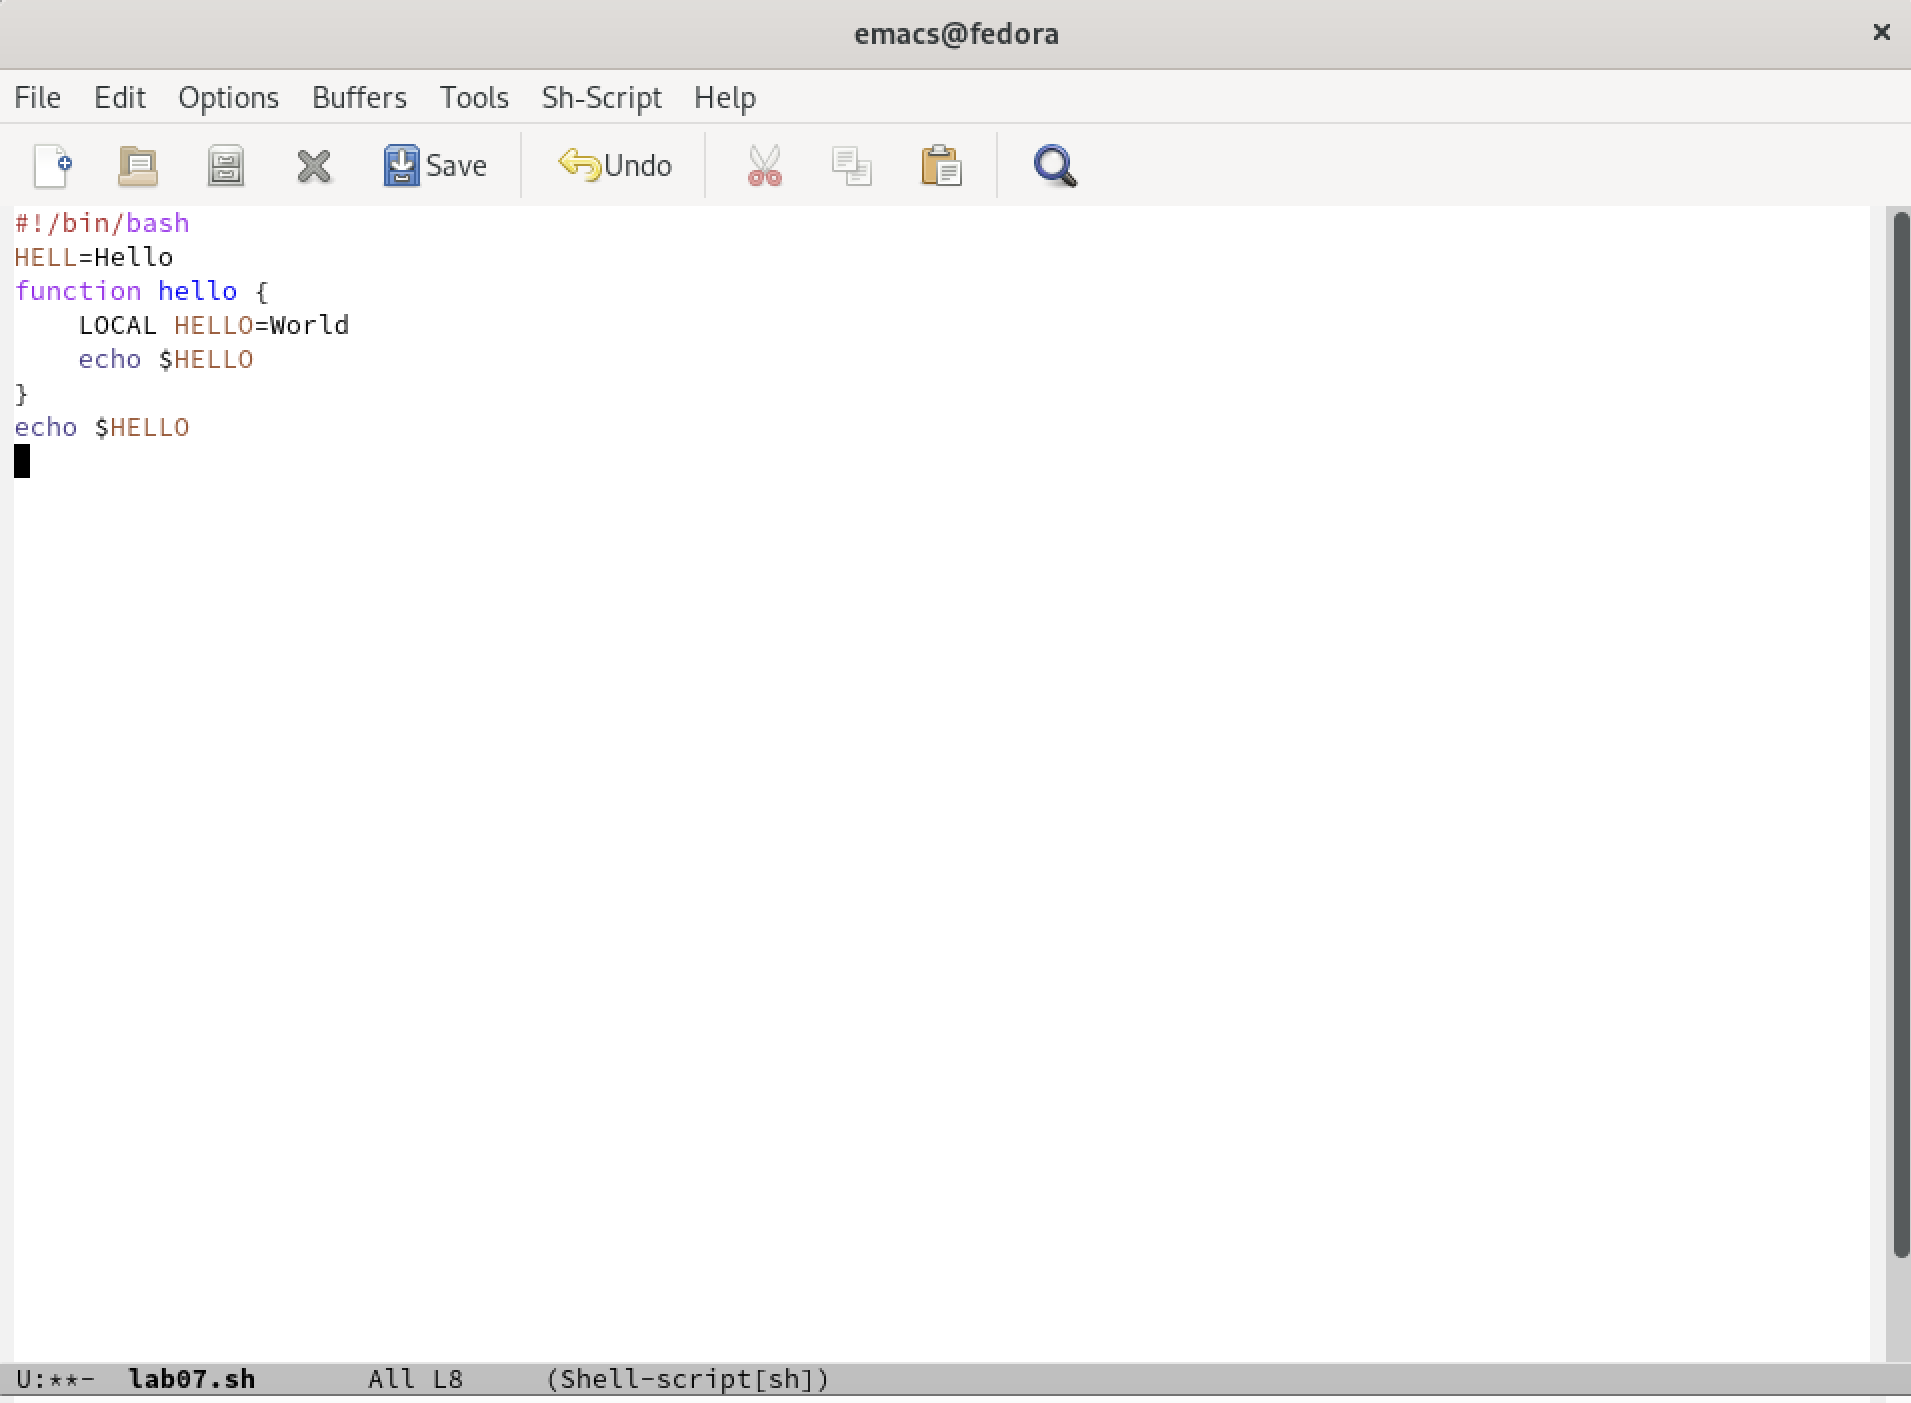 emacs@fedora
File Edit Options Buffers Tools Sh-Script Help
Save Undo
#!/bin/bash
HELL=Hello
function hello {
    LOCAL HELLO=World
    echo $HELLO
}
echo $HELLO
U:**-  lab07.sh       All L8     (Shell-script[sh])